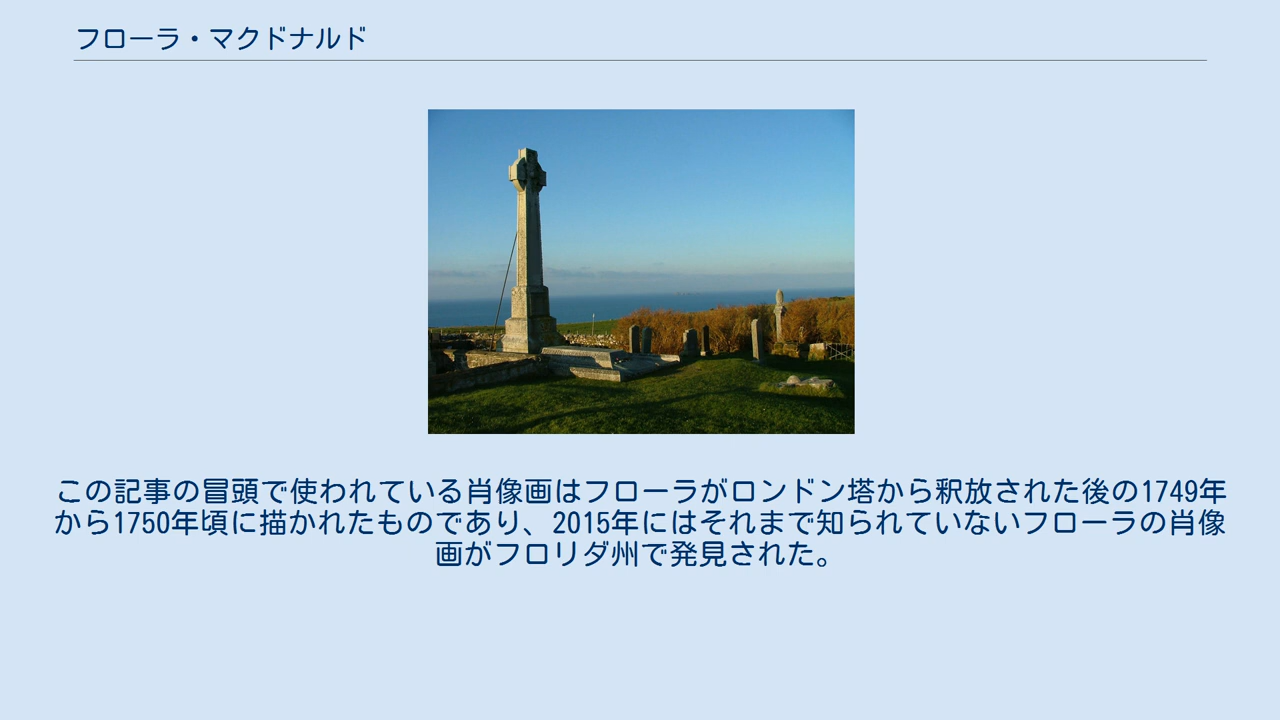 フローラ・マクドナルド
この記事の冒頭で使われている肖像画はフローラがロンドン塔から釈放された後の1749年
から1750年頃に描かれたものであり、2015年にはそれまで知られていないフローラの肖像
画がフロリダ州で発見された。